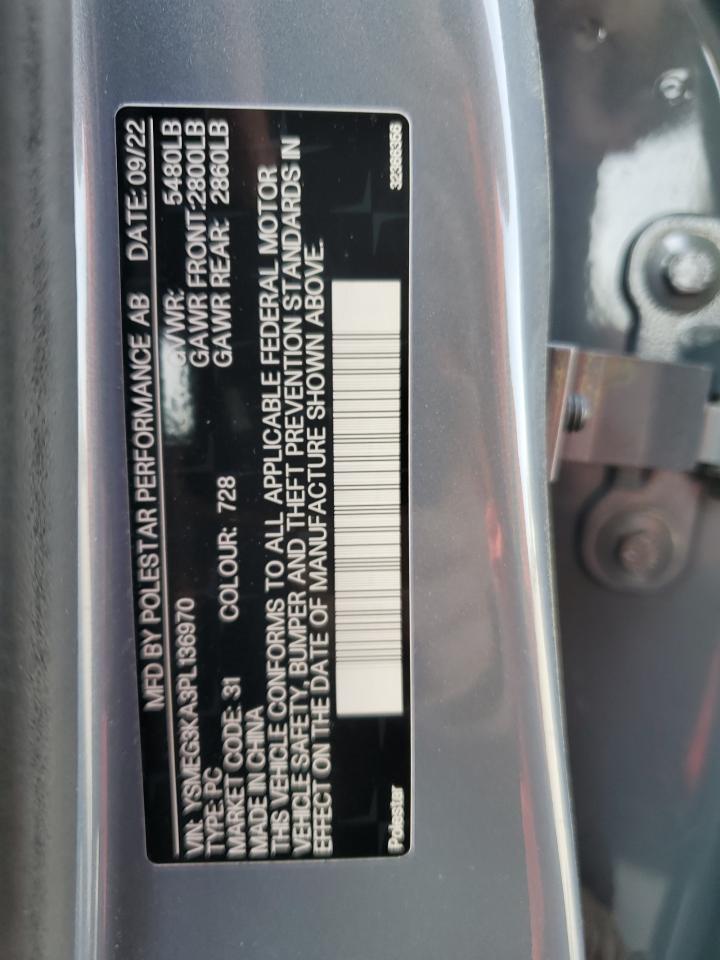 MFD BY POLESTAR PERFORMANCE AB DATE: 09/22
VIN: YSMEG3KA3PL136970 GVWR: 5480LB
TYPE: PC GAWR FRONT: 2800LB
MARKET CODE: 31 COLOUR: 728 GAWR REAR: 2860LB
MADE IN CHINA
THIS VEHICLE CONFORMS TO ALL APPLICABLE FEDERAL MOTOR
VEHICLE SAFETY, BUMPER AND THEFT PREVENTION STANDARDS IN
EFFECT ON THE DATE OF MANUFACTURE SHOWN ABOVE.
Polestar 32366356